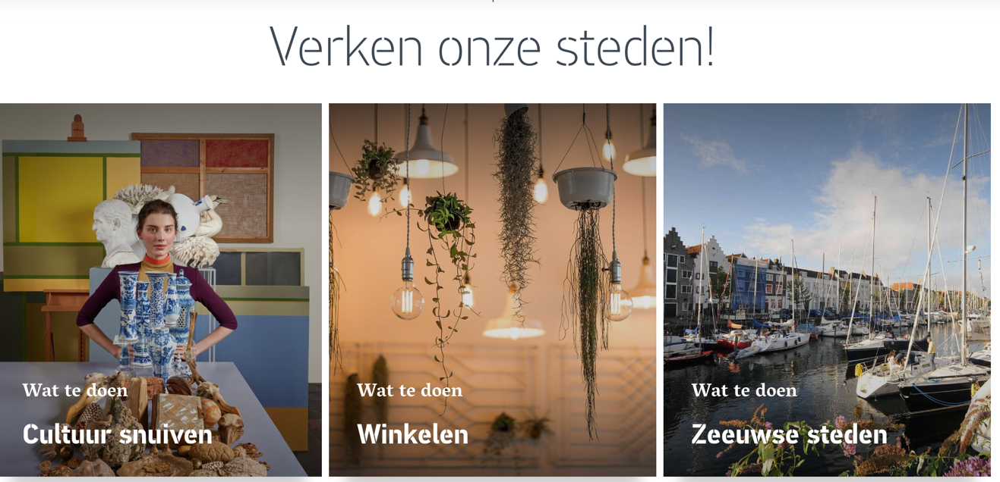 Verken onze steden!
Wat te doen
Cultuur snuiven
Wat te doen
Winkelen
Wat te doen
Zeeuwse steden